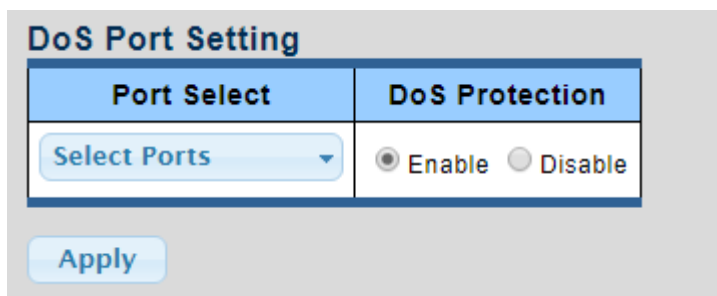 DoS Port Setting
Port Select DoS Protection
Select Ports Enable Disable
Apply